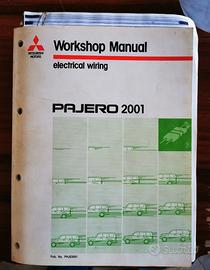 MITSUBISHI
MOTORS
Workshop Manual
electrical wiring
PAJERO 2001